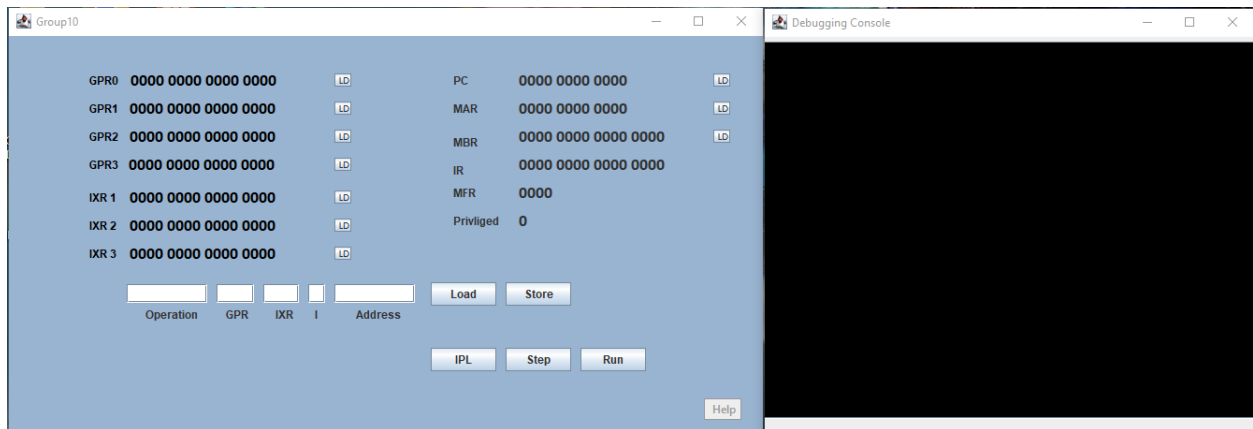 Group10
GPR0 0000 0000 0000 0000 LD
GPR1 0000 0000 0000 0000 LD
GPR2 0000 0000 0000 0000 LD
GPR3 0000 0000 0000 0000 LD
IXR 1 0000 0000 0000 0000 LD
IXR 2 0000 0000 0000 0000 LD
IXR 3 0000 0000 0000 0000 LD
PC 0000 0000 0000 LD
MAR 0000 0000 0000 LD
MBR 0000 0000 0000 0000 LD
IR 0000 0000 0000 0000
MFR 0000
Privliged 0
Operation GPR IXR I Address
Load Store
IPL Step Run
Help
Debugging Console